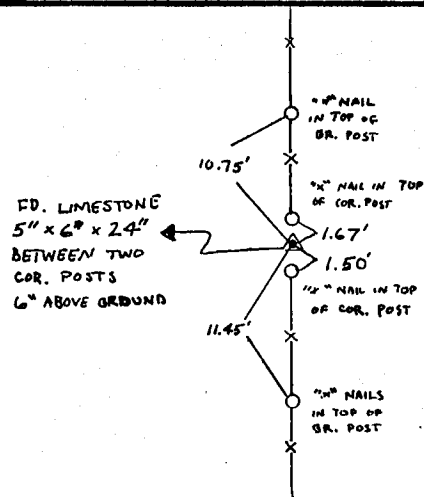 "x" NAIL
IN TOP OF
BR. POST
10.75'
"x" NAIL IN TOP
OF COR. POST
FD. LIMESTONE
5" x 6" x 24"
BETWEEN TWO
COR. POSTS
6" ABOVE GROUND
1.67'
1.50'
"x" NAIL IN TOP
OF COR. POST
11.45'
"x" NAILS
IN TOP OF
BR. POST